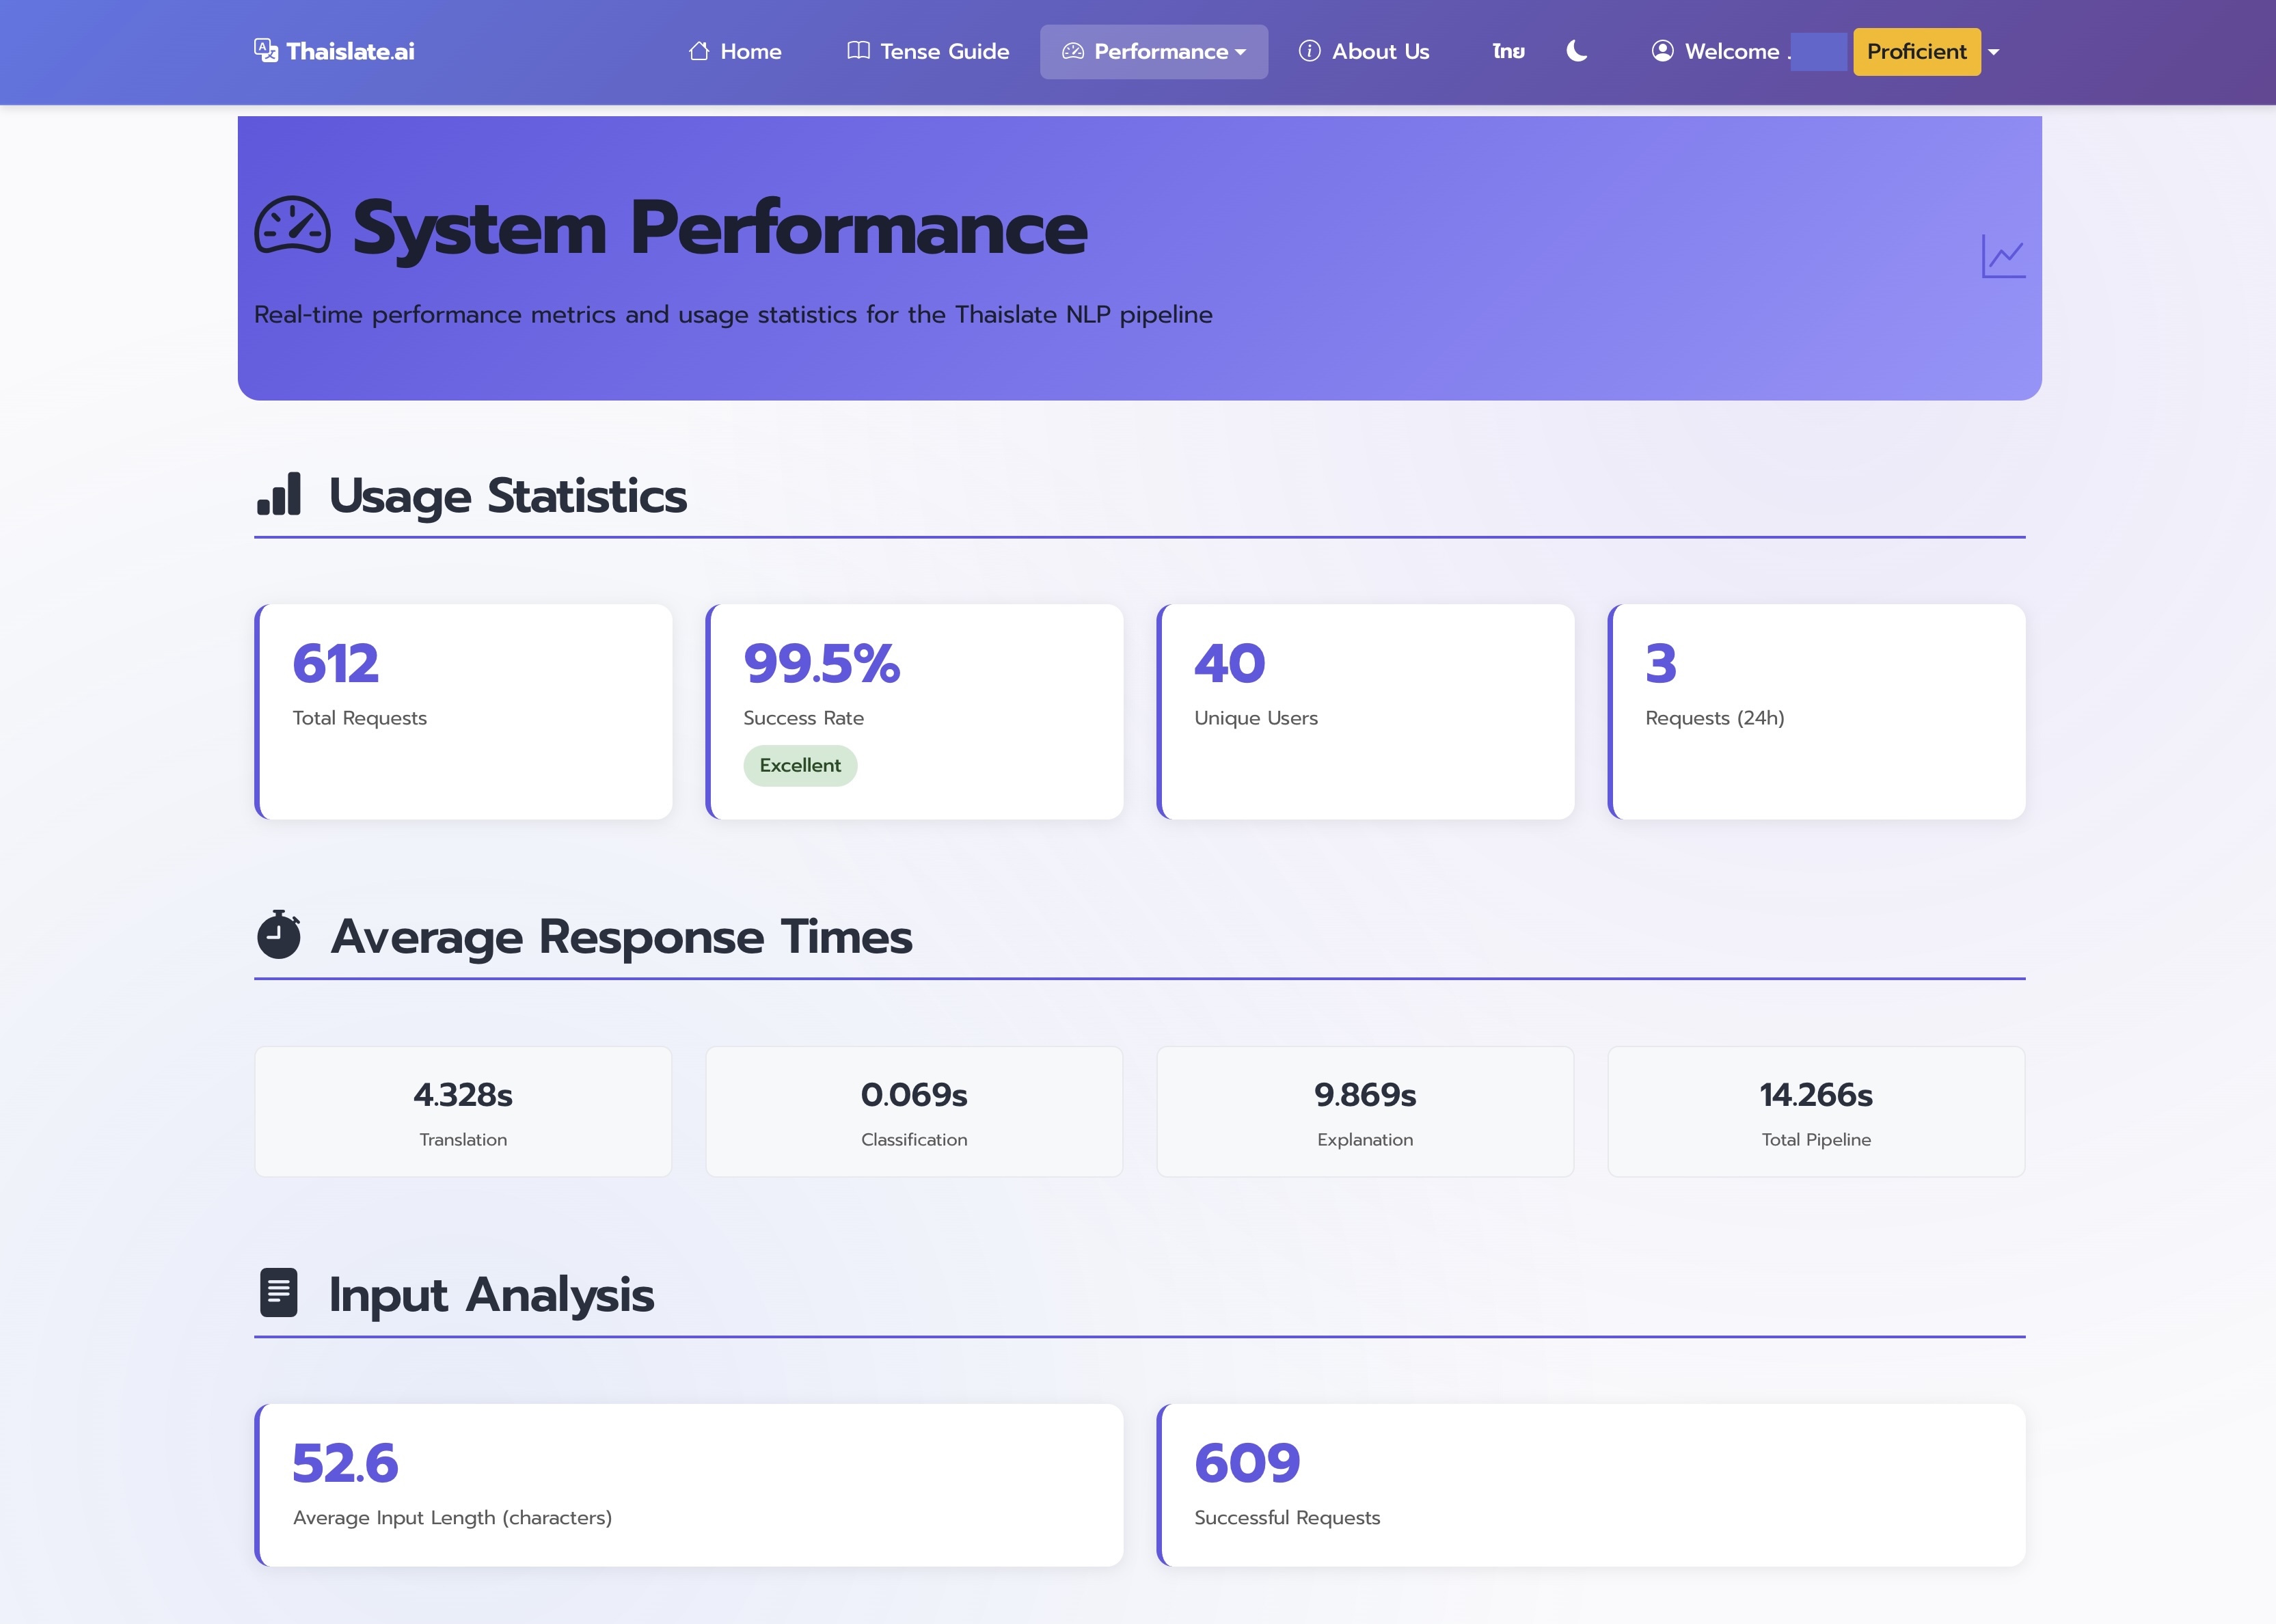 Thaislate.ai
Home
Tense Guide
Performance
About Us
ไทย
Welcome .
Proficient
System Performance
Real-time performance metrics and usage statistics for the Thaislate NLP pipeline
Usage Statistics
612
Total Requests
99.5%
Success Rate
Excellent
40
Unique Users
3
Requests (24h)
Average Response Times
4.328s
Translation
0.069s
Classification
9.869s
Explanation
14.266s
Total Pipeline
Input Analysis
52.6
Average Input Length (characters)
609
Successful Requests